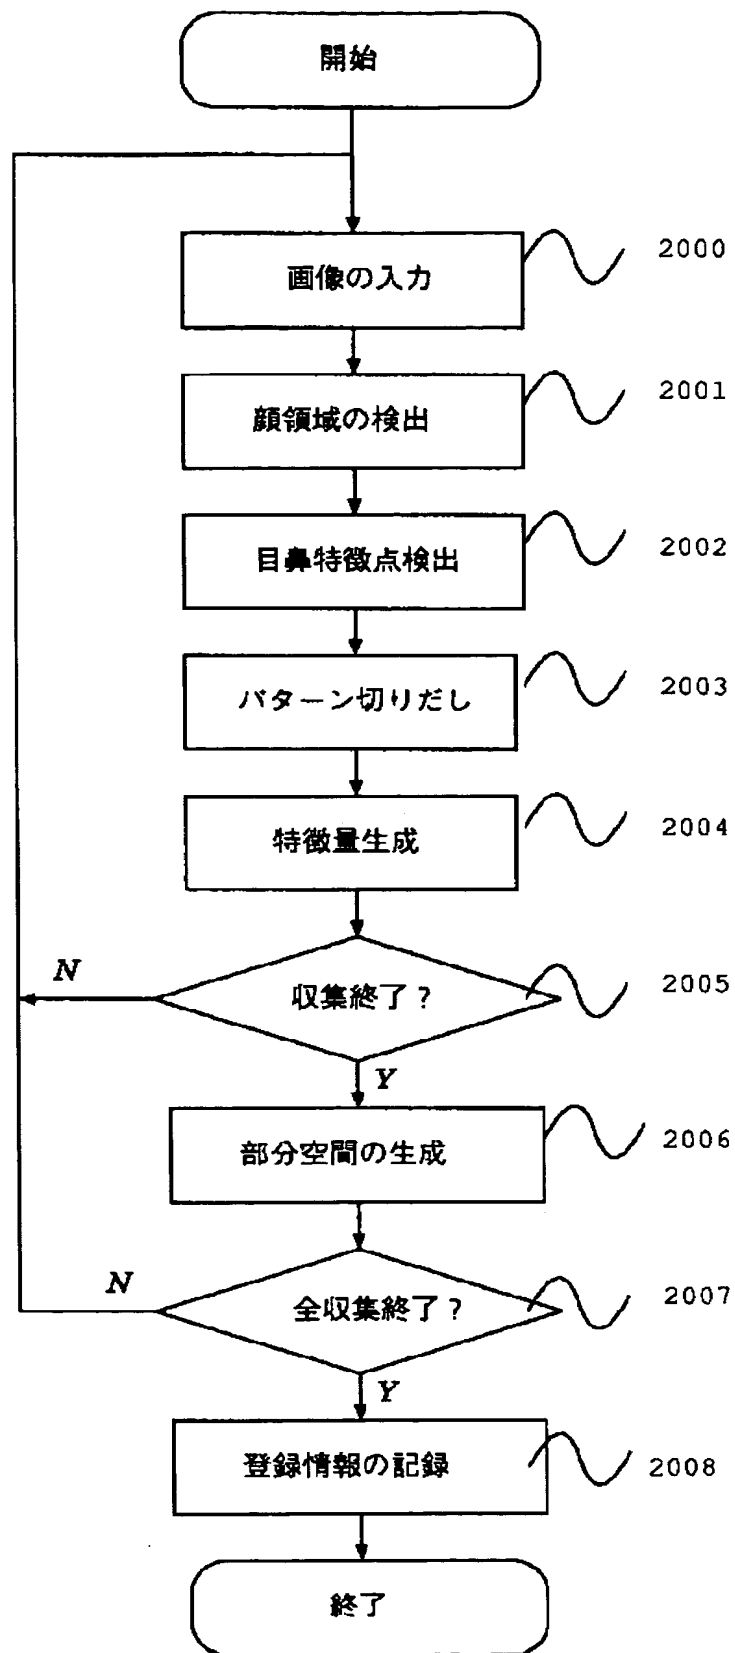 開始
画像の入力
2000
顔領域の検出
2001
目鼻特徴点検出
2002
パターン切りだし
2003
特徴量生成
2004
N
収集終了？
2005
Y
部分空間の生成
2006
N
全収集終了？
2007
Y
登録情報の記録
2008
終了